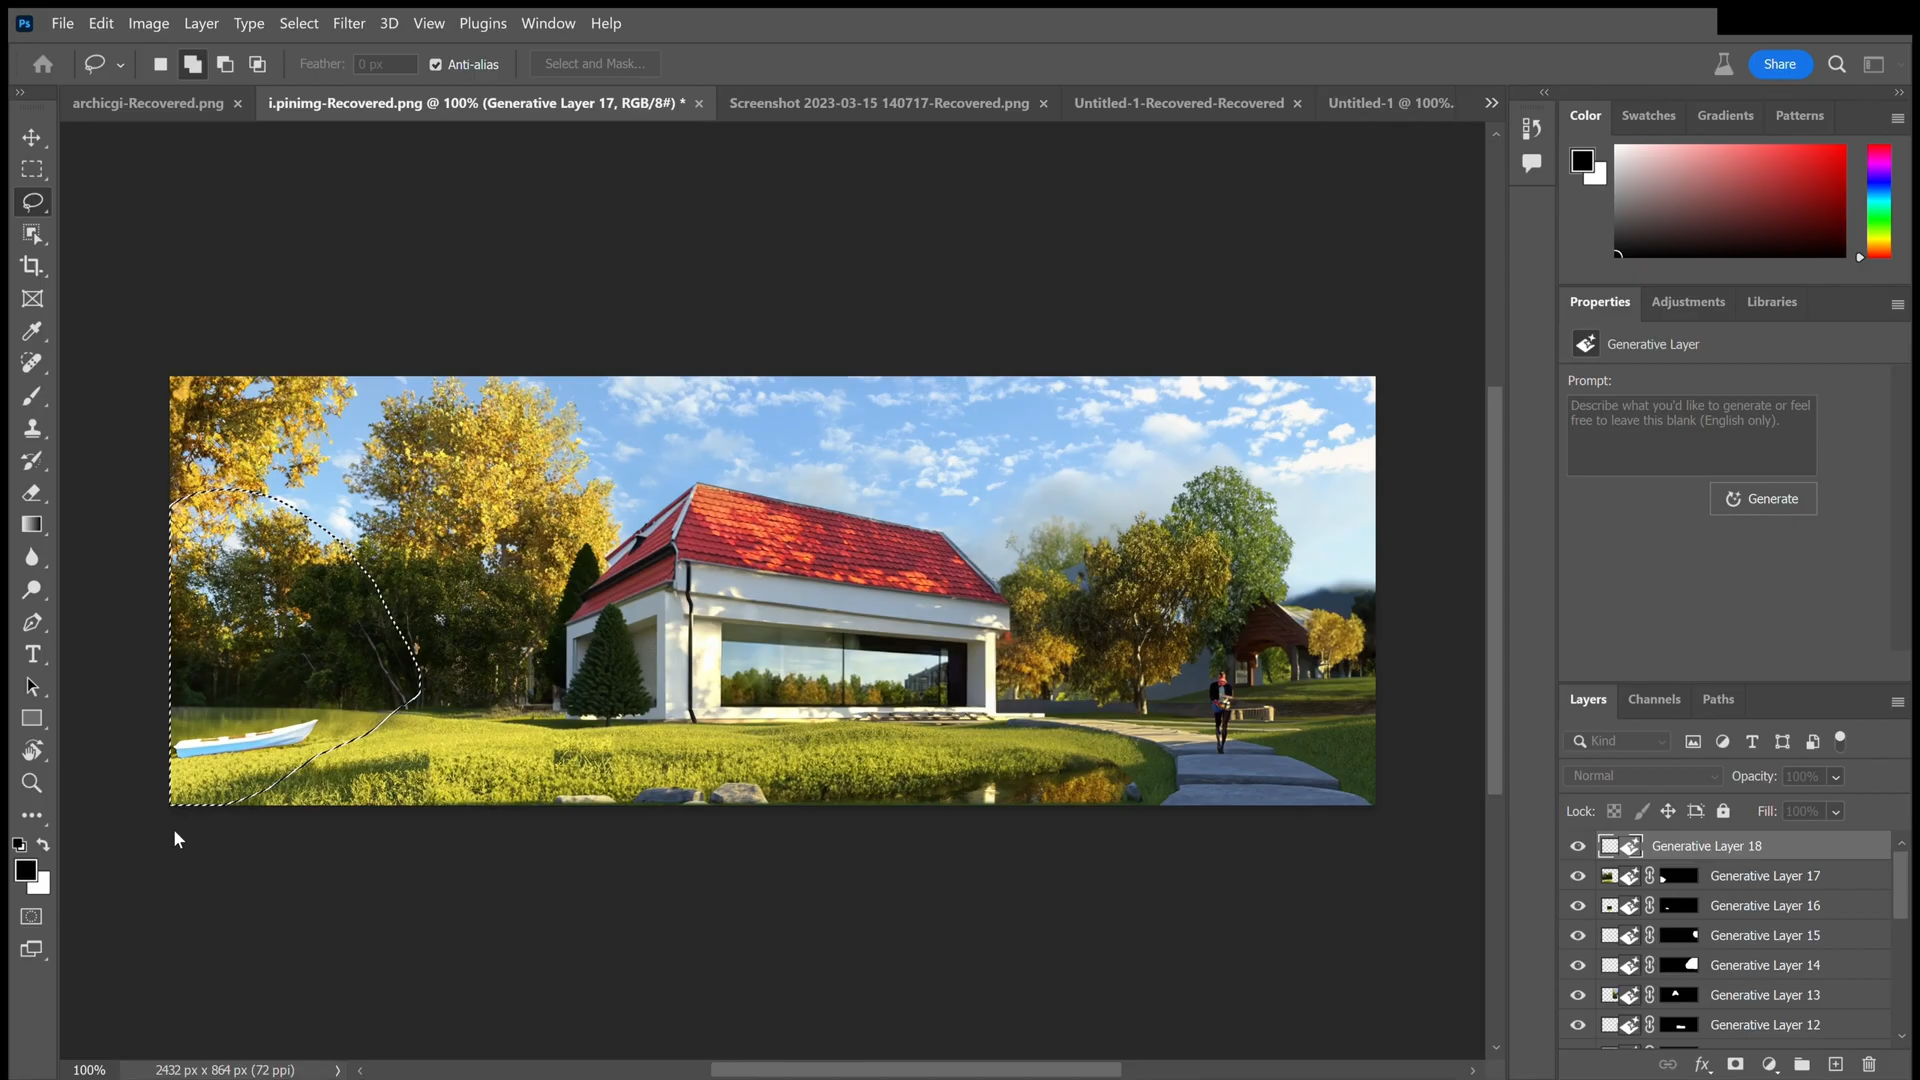 Ps File Edit Image Layer Type Select Filter 3D View Plugins Window Help
Feather: 0 px Anti-alias Select and Mask... Share
archicgi-Recovered.png × i.pinimg-Recovered.png @ 100% (Generative Layer 17, RGB/8#) * × Screenshot 2023-03-15 140717-Recovered.png × Untitled-1-Recovered-Recovered × Untitled-1 @ 100%.
Color Swatches Gradients Patterns
Properties Adjustments Libraries
Generative Layer
Prompt:
Describe what you'd like to generate or feel
free to leave this blank (English only).
Generate
Layers Channels Paths
Kind
Normal Opacity: 100%
Lock: Fill: 100%
Generative Layer 18
Generative Layer 17
Generative Layer 16
Generative Layer 15
Generative Layer 14
Generative Layer 13
Generative Layer 12
100% 2432 px x 864 px (72 ppi)